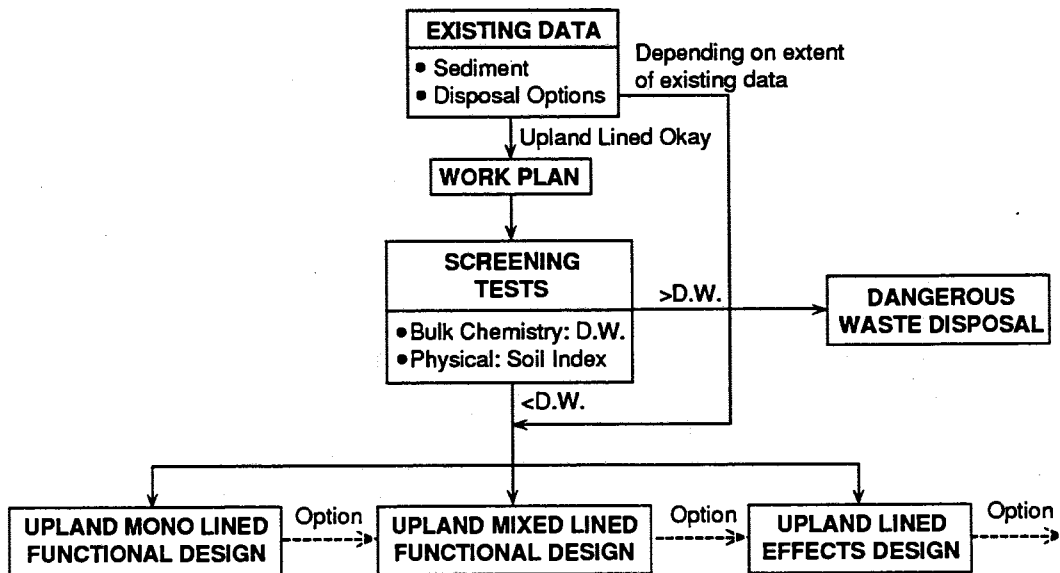 EXISTING DATA
● Sediment
● Disposal Options
Depending on extent
of existing data
Upland Lined Okay
WORK PLAN
SCREENING
TESTS
● Bulk Chemistry: D.W.
● Physical: Soil Index
>D.W.
DANGEROUS
WASTE DISPOSAL
<D.W.
UPLAND MONO LINED
FUNCTIONAL DESIGN
Option
UPLAND MIXED LINED
FUNCTIONAL DESIGN
Option
UPLAND LINED
EFFECTS DESIGN
Option